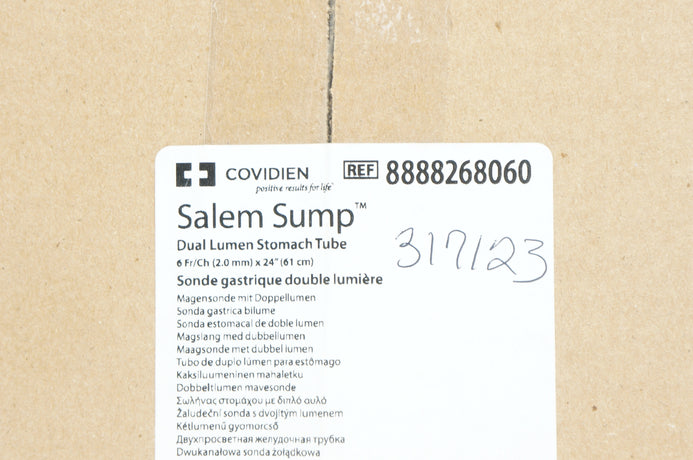 COVIDIEN
positive results for life™
REF 8888268060
Salem Sump™
Dual Lumen Stomach Tube
6 Fr/Ch (2.0 mm) x 24" (61 cm)
317123
Sonde gastrique double lumière
Magensonde mit Doppellumen
Sonda gastrica bilume
Sonda estomacal de doble lumen
Magslang med dubbellumen
Maagsonde met dubbel lumen
Tubo de duplo lúmen para estômago
Kaksiluumeninen mahaletku
Dobbeltlumen mavesonde
Σωλήνας στομάχου με διπλό αυλό
Žaludeční sonda s dvojitým lumenem
Kétlumenű gyomorcső
Двухпросветная желудочная трубка
Dwukanałowa sonda żołądkowa